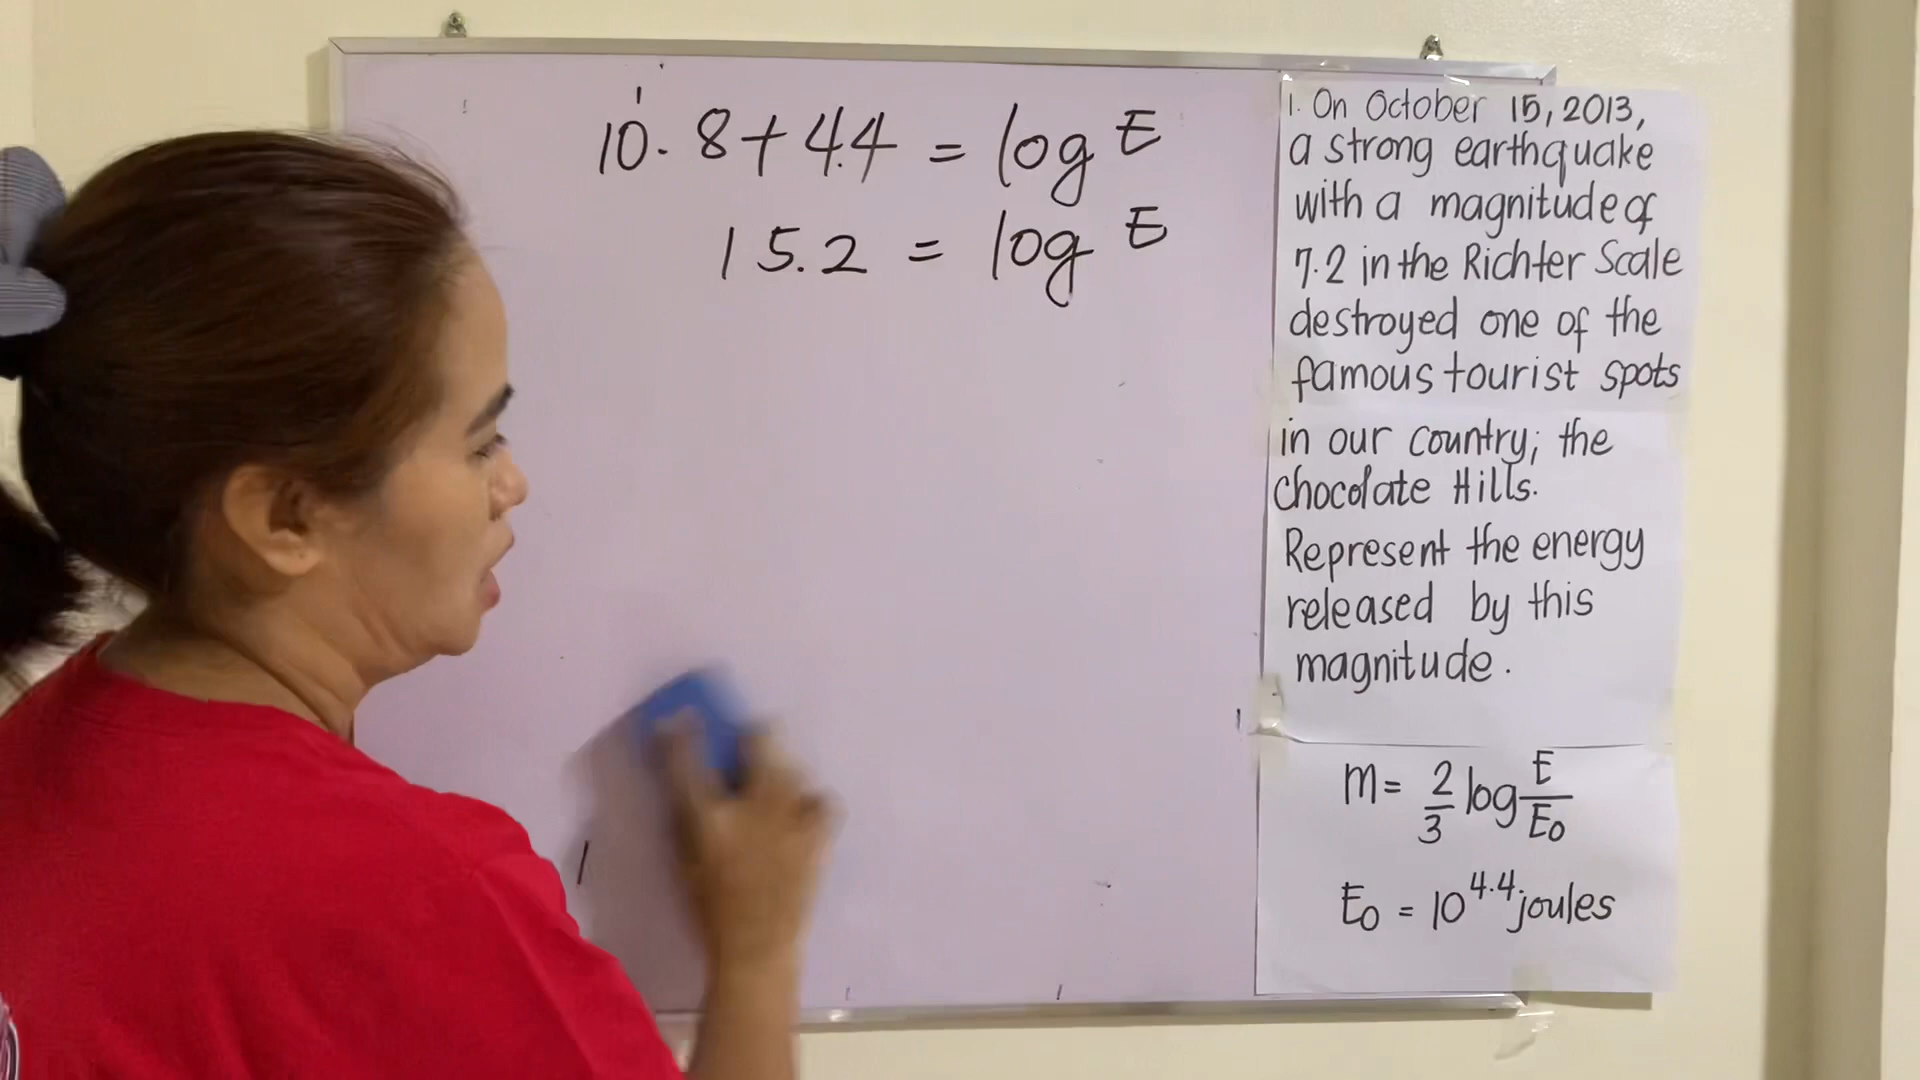 10.8+4.4 = log E
15.2 = log E
1. On October 15, 2013,
a strong earthquake
with a magnitude of
7.2 in the Richter Scale
destroyed one of the
famous tourist spots
in our country; the
Chocolate Hills.
Represent the energy
released by this
magnitude.
M = 2/3 log E/E₀
E₀ = 10^4.4 joules